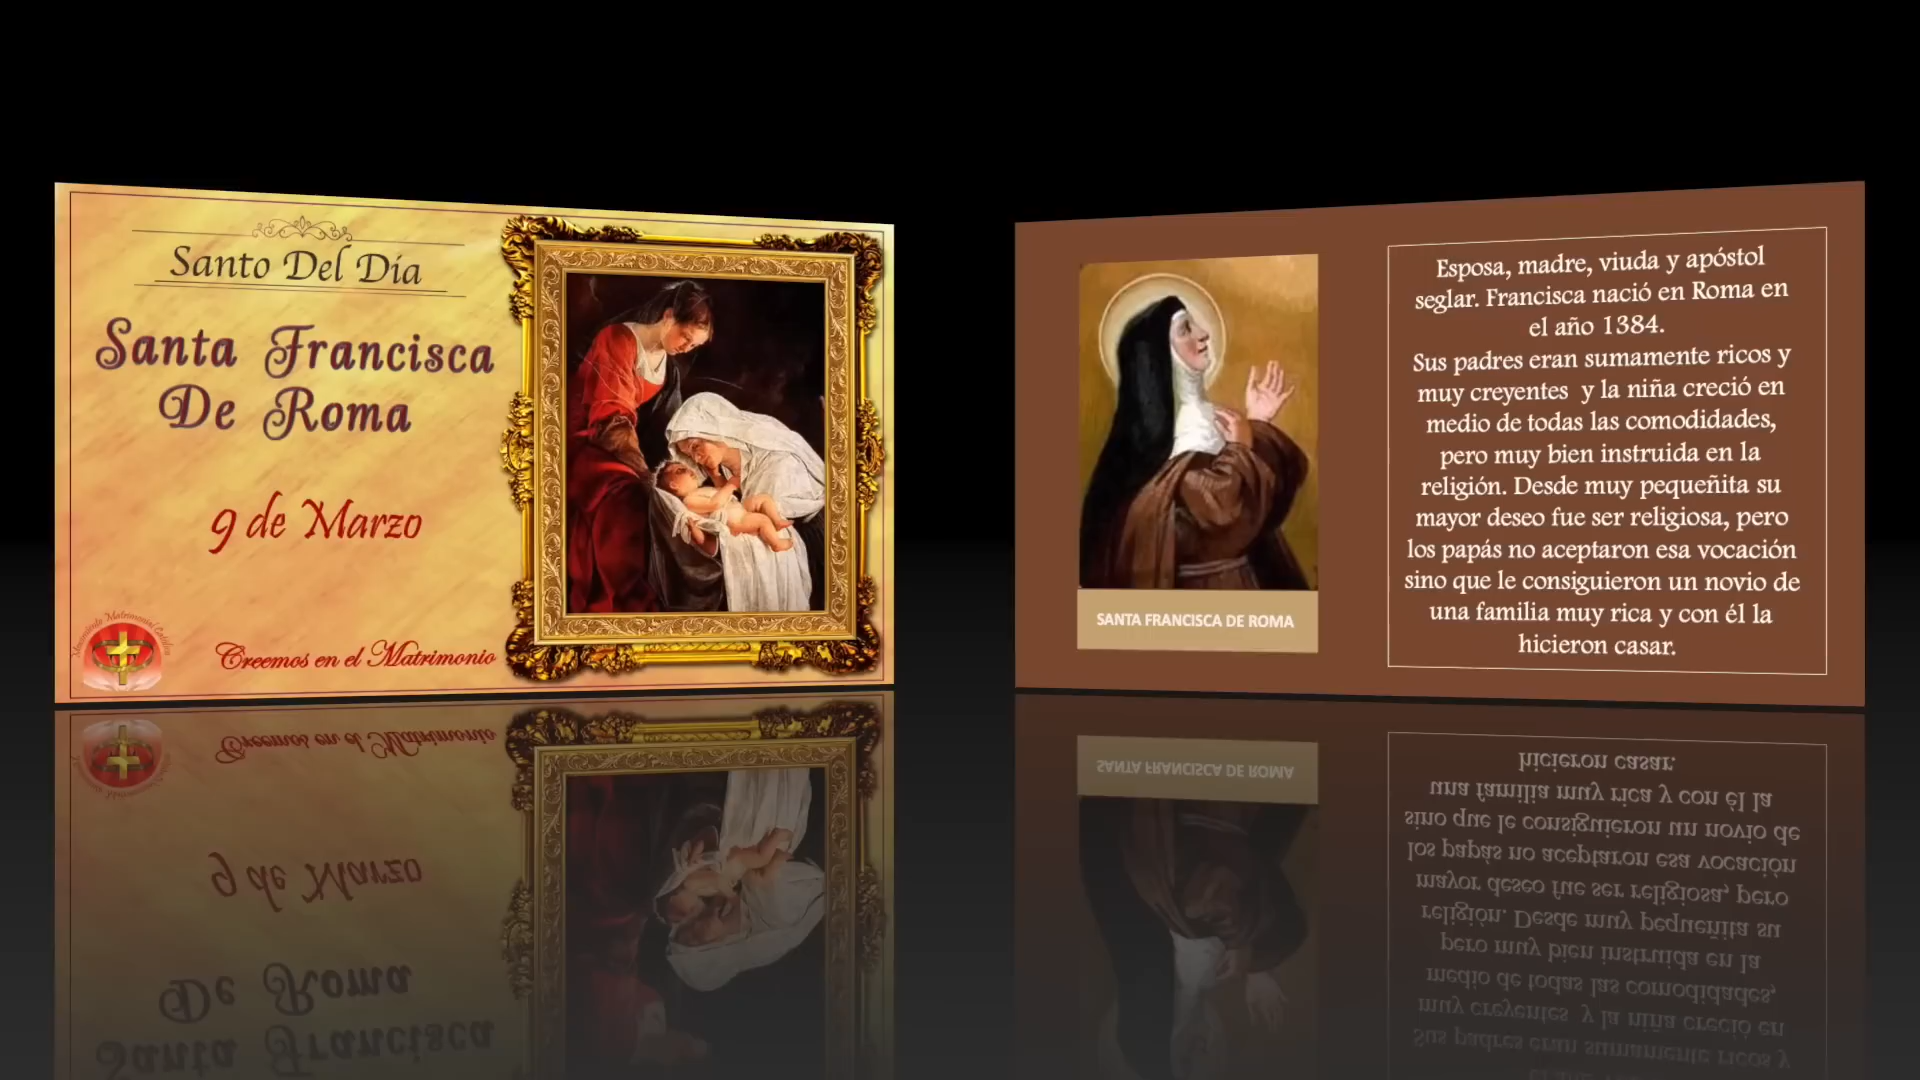 Santo Del Día
Santa Francisca
De Roma
9 de Marzo
Creemos en el Matrimonio
SANTA FRANCISCA DE ROMA
Esposa, madre, viuda y apóstol
seglar. Francisca nació en Roma en
el año 1384.
Sus padres eran sumamente ricos y
muy creyentes y la niña creció en
medio de todas las comodidades,
pero muy bien instruida en la
religión. Desde muy pequeñita su
mayor deseo fue ser religiosa, pero
los papás no aceptaron esa vocación
sino que le consiguieron un novio de
una familia muy rica y con él la
hicieron casar.